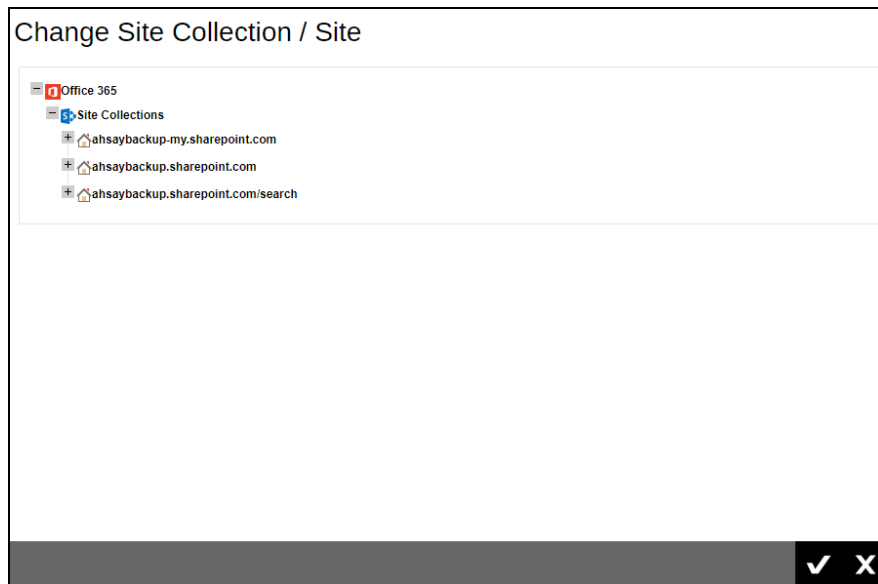 Change Site Collection / Site
Office 365
Site Collections
ahsaybackup-my.sharepoint.com
ahsaybackup.sharepoint.com
ahsaybackup.sharepoint.com/search